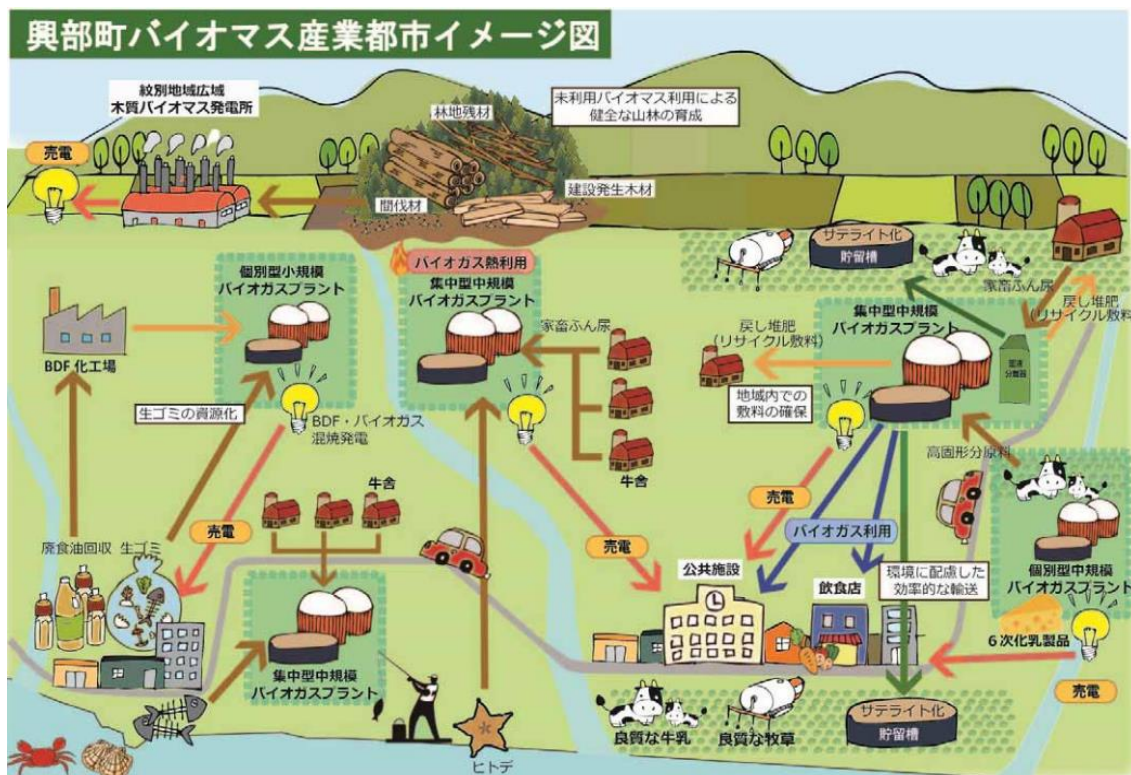 興部町バイオマス産業都市イメージ図
紋別地域広域
木質バイオマス発電所
林地残材
未利用バイオマス利用による
健全な山林の育成
売電
間伐材
建設発生木材
サテライト化
貯留槽
家畜ふん尿
個別型小規模
バイオガスプラント
バイオガス熱利用
集中型中規模
バイオガスプラント
家畜ふん尿
集中型中規模
バイオガスプラント
戻し堆肥
(リサイクル敷料)
戻し堆肥
(リサイクル敷料)
BDF化工場
地域内での
敷料の確保
生ゴミの資源化
BDF・バイオガス
混焼発電
高固形分原料
牛舎
牛舎
売電
売電
売電
バイオガス利用
廃食油回収
生ゴミ
公共施設
飲食店
環境に配慮した
効率的な輸送
個別型中規模
バイオガスプラント
6次化乳製品
集中型中規模
バイオガスプラント
売電
サテライト化
貯留槽
良質な牛乳
良質な牧草
ヒトデ